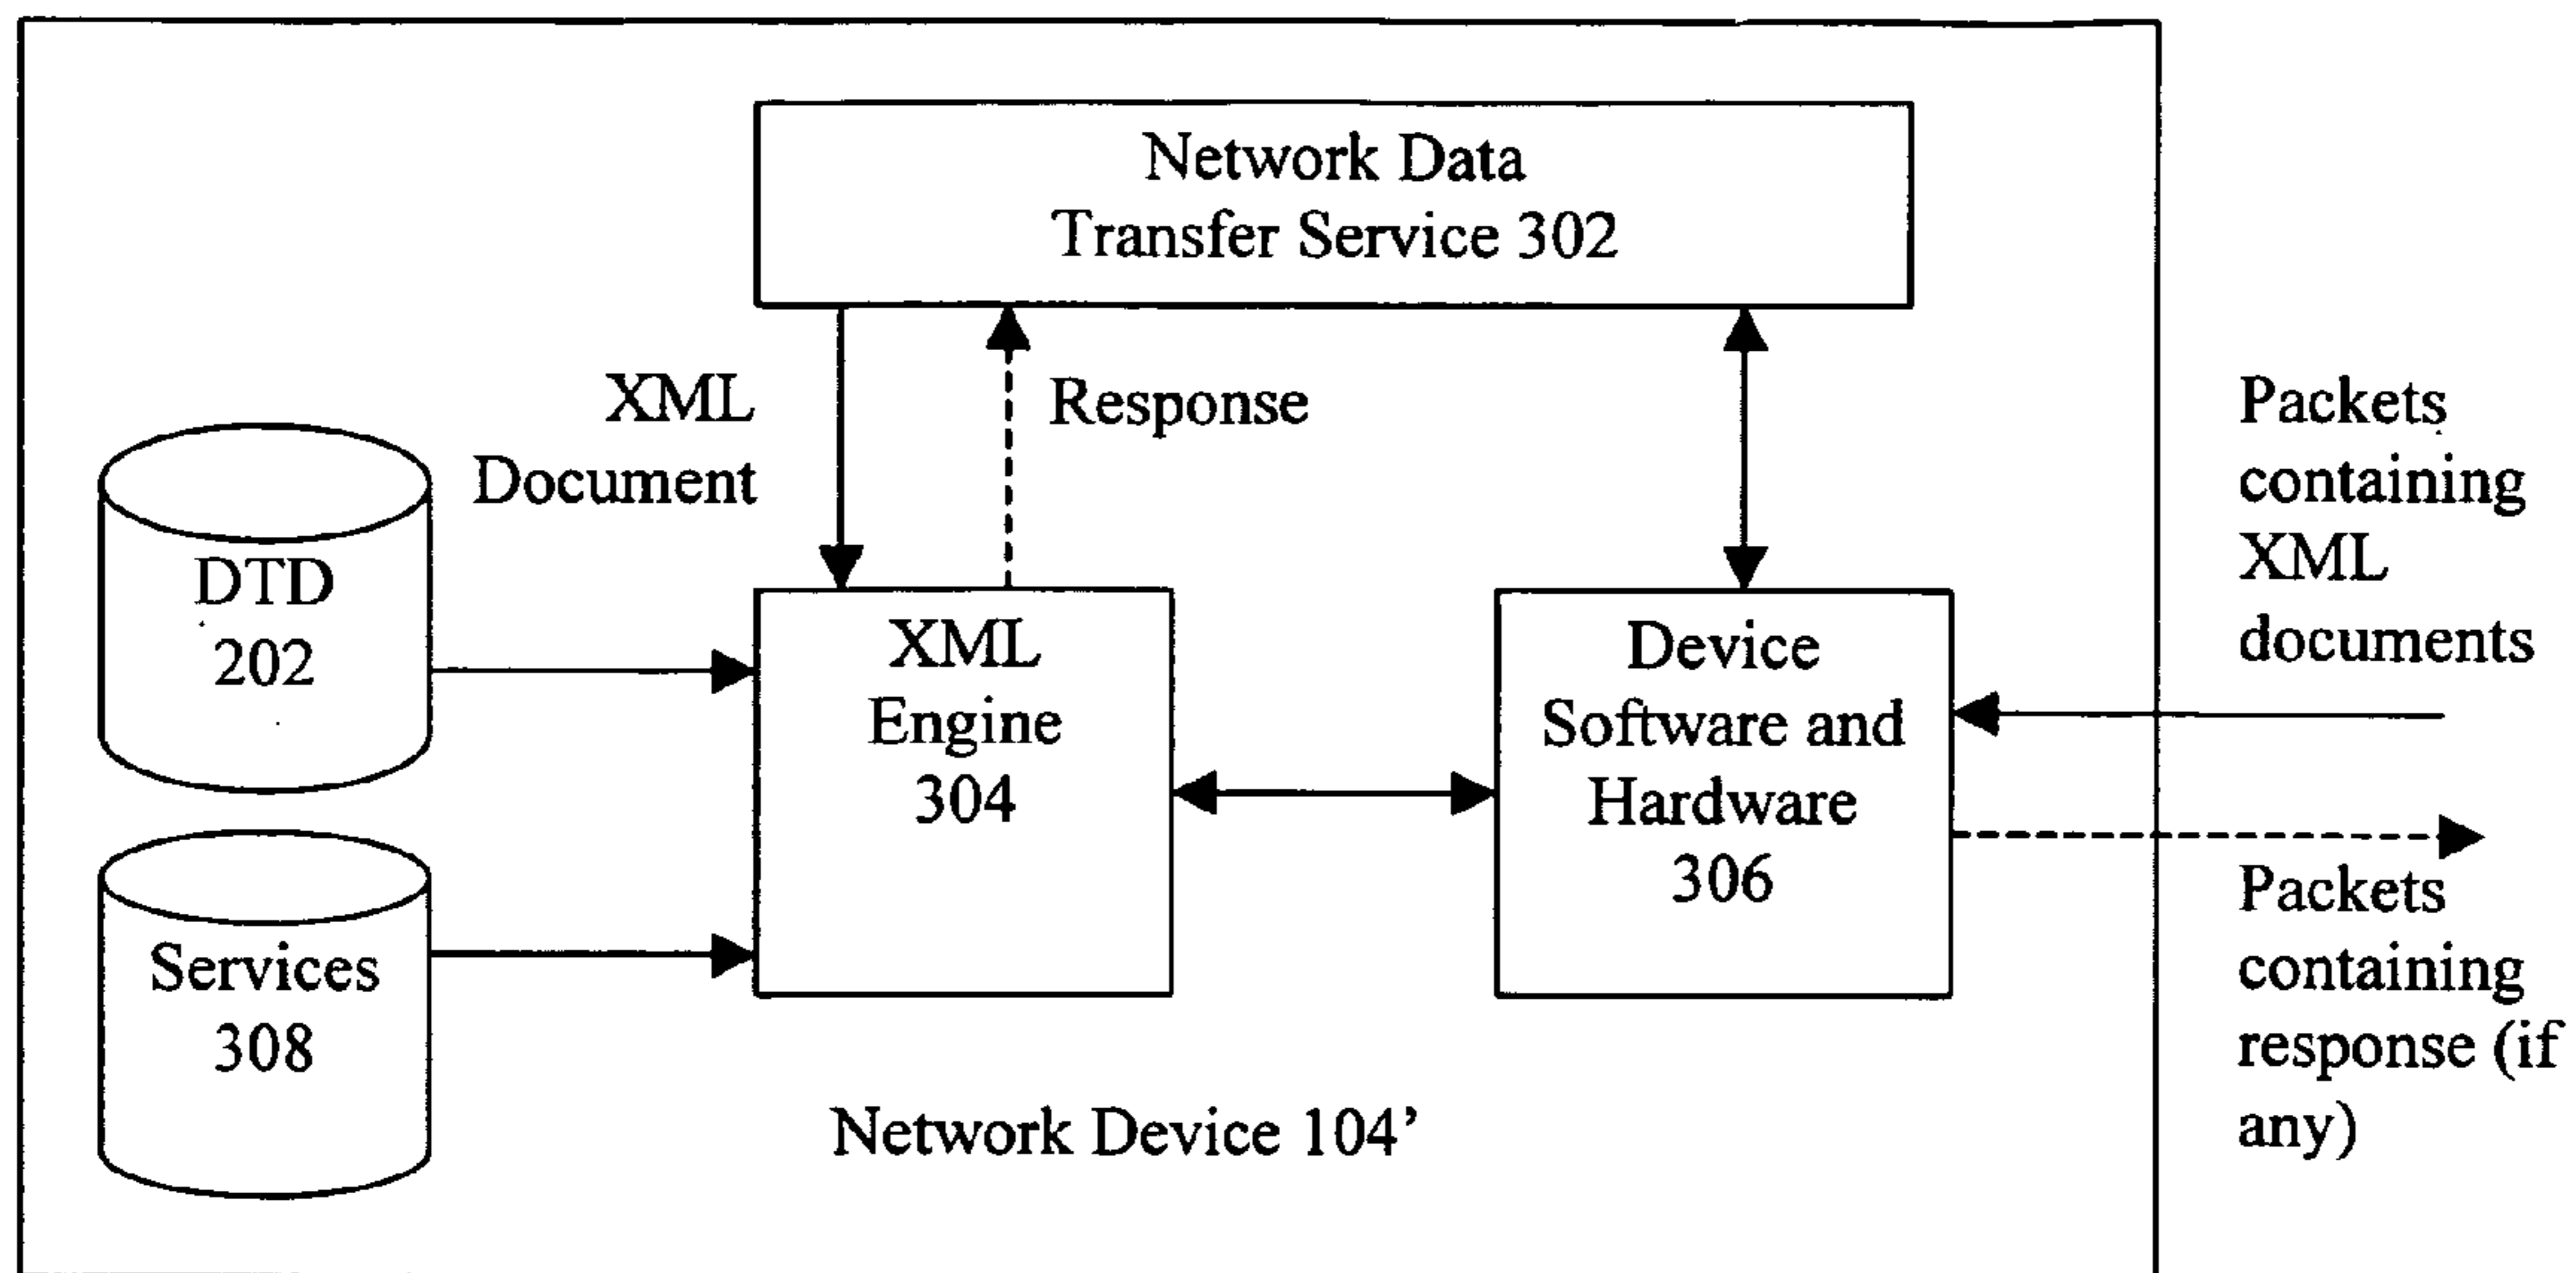 Network Data
Transfer Service 302
XML
Document
Response
DTD
202
XML
Engine
304
Device
Software and
Hardware
306
Services
308
Network Device 104’
Packets
containing
XML
documents
Packets
containing
response (if
any)